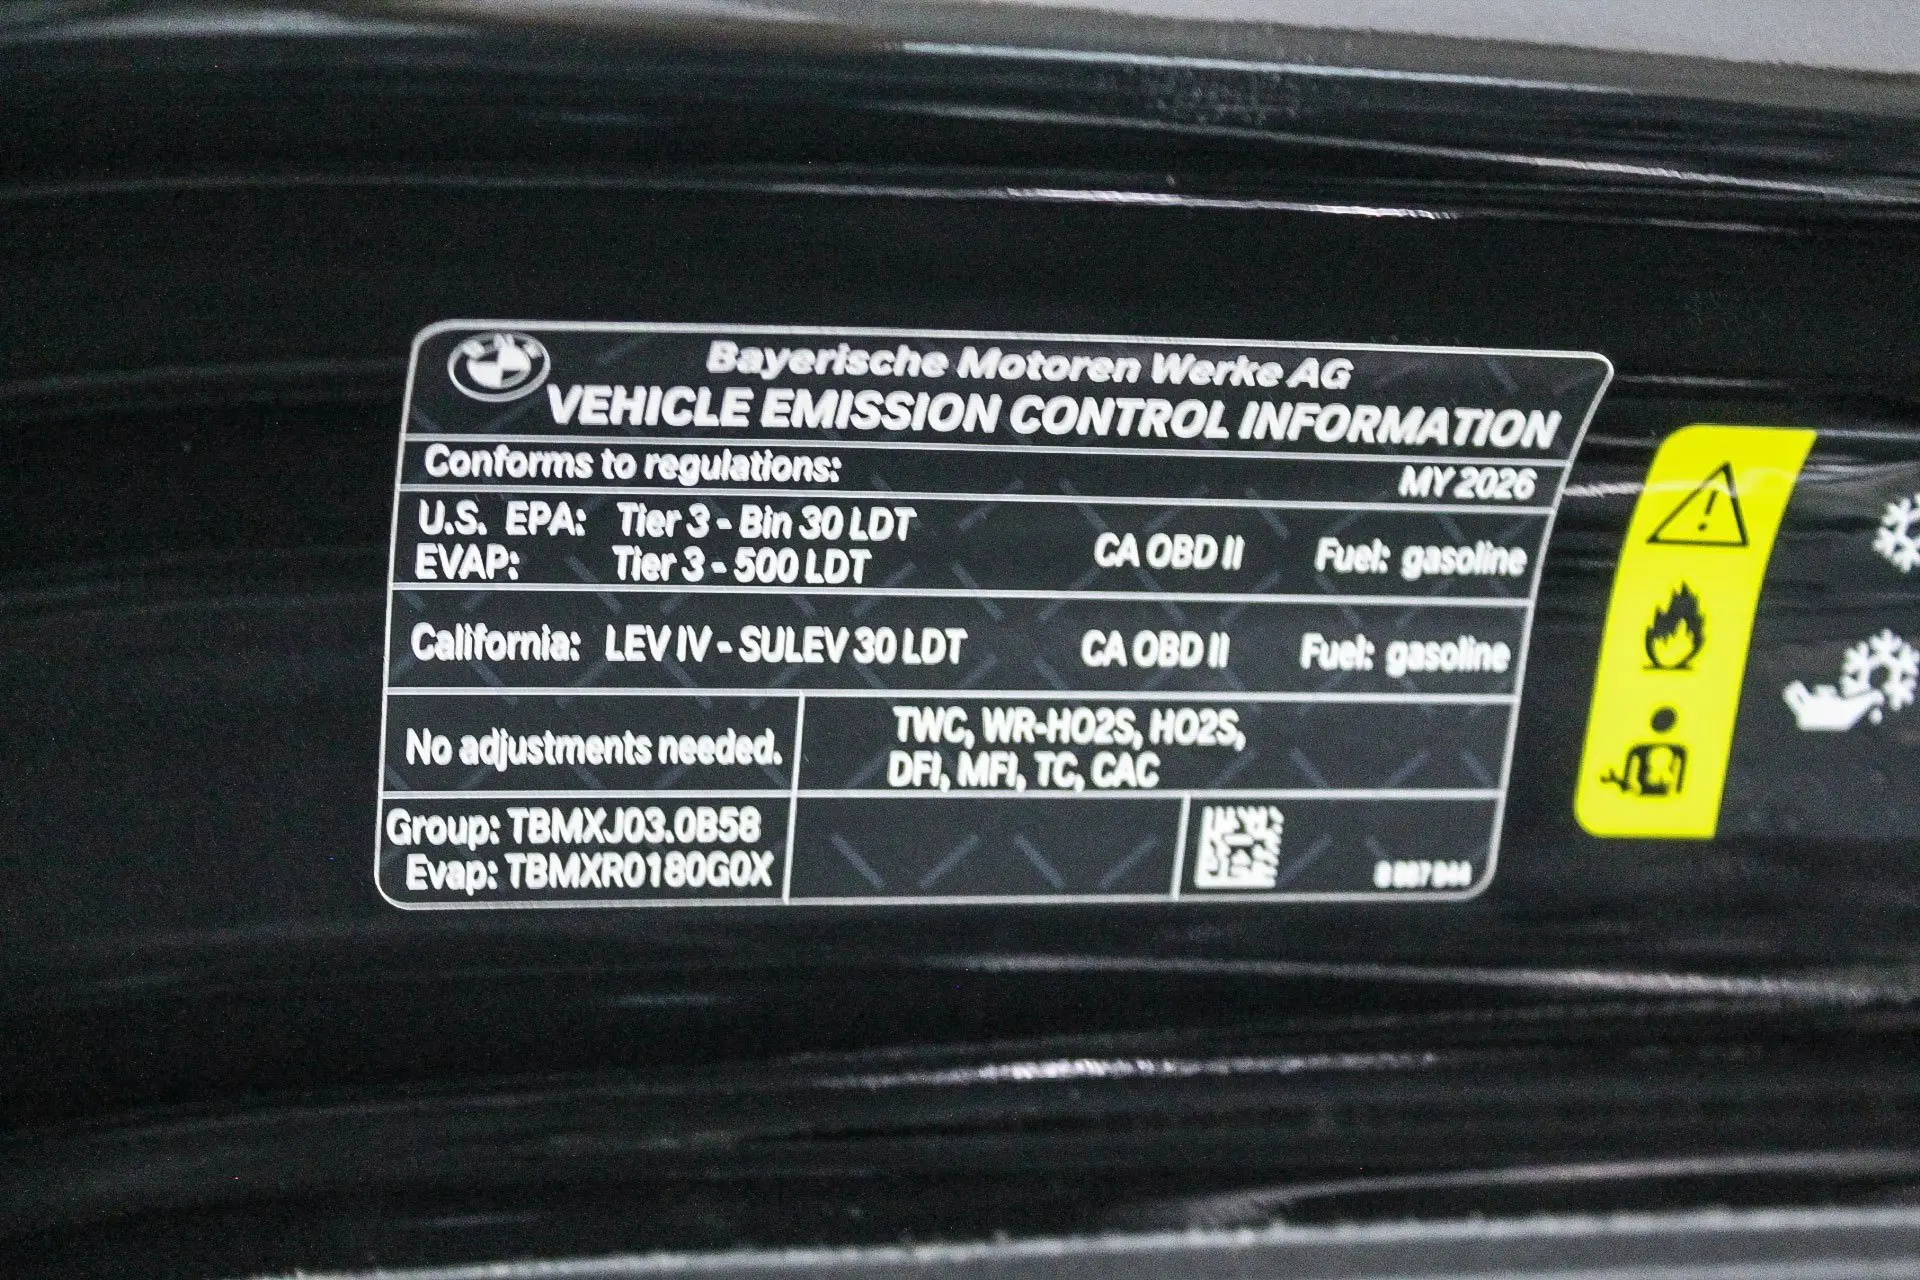 Bayerische Motoren Werke AG
VEHICLE EMISSION CONTROL INFORMATION
Conforms to regulations: MY 2026
U.S. EPA: Tier 3 - Bin 30 LDT
EVAP: Tier 3 - 500 LDT CA OBD II Fuel: gasoline
California: LEV IV - SULEV 30 LDT CA OBD II Fuel: gasoline
No adjustments needed. TWC, WR-HO2S, HO2S,
DFI, MFI, TC, CAC
Group: TBMXJ03.0B58
Evap: TBMXR0180G0X